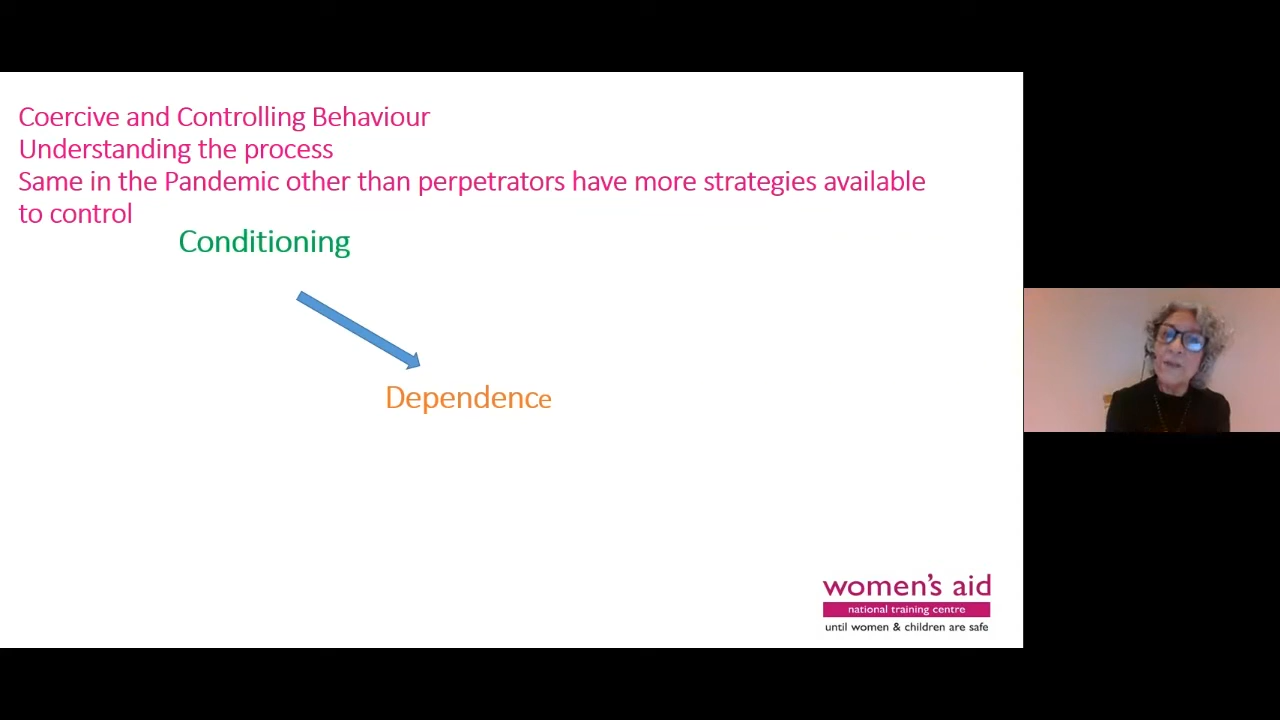 Coercive and Controlling Behaviour
Understanding the process
Same in the Pandemic other than perpetrators have more strategies available
to control
Conditioning
Dependence
women's aid
national training centre
until women & children are safe